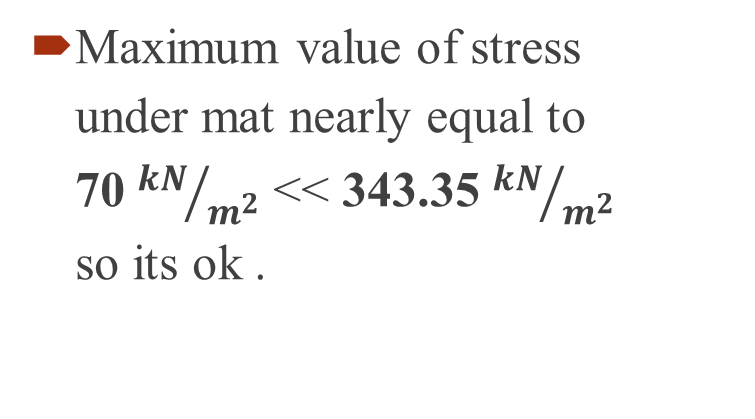 Maximum value of stress
under mat nearly equal to
70 kN/m² << 343.35 kN/m²
so its ok .